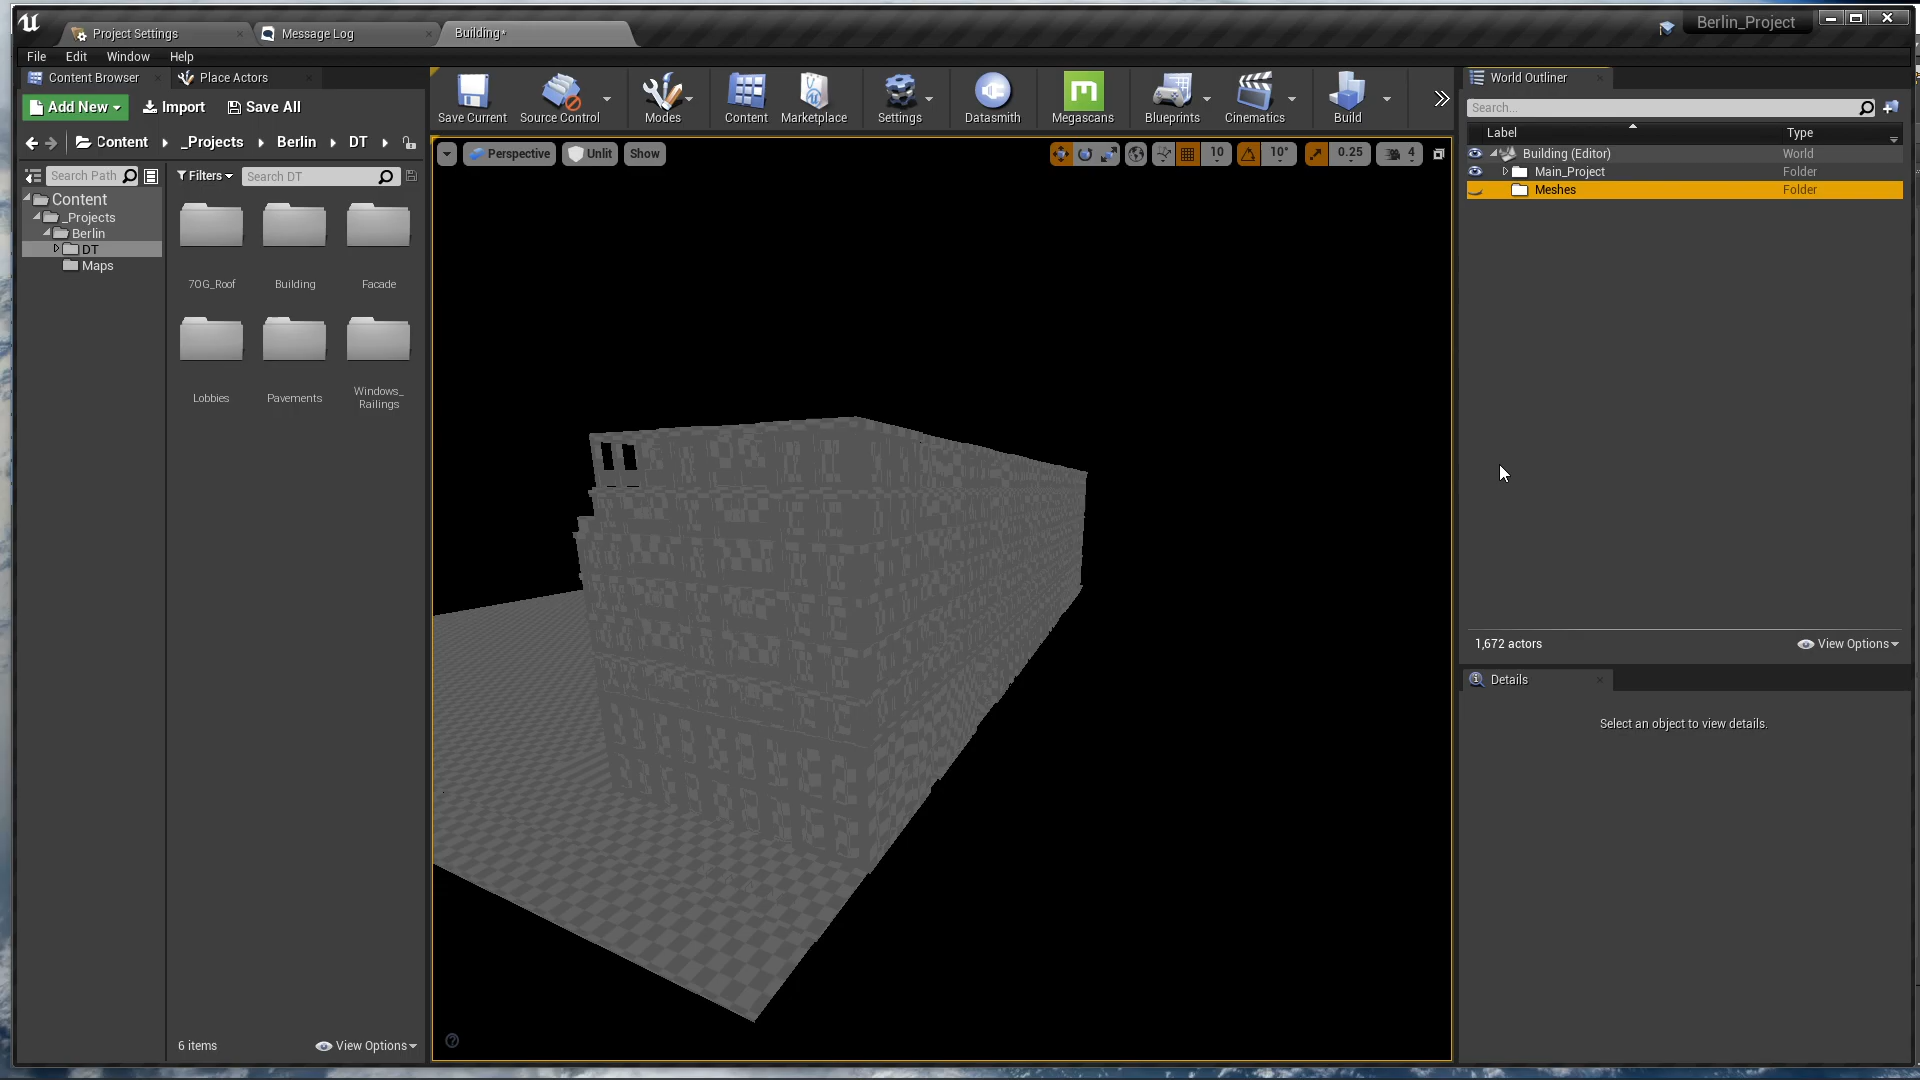 Project Settings
Message Log
Building*
Berlin_Project
File Edit Window Help
Content Browser
Place Actors
Add New
Import
Save All
Content
_Projects
Berlin
DT
Search Path
Filters
Search DT
Content
_Projects
Berlin
DT
Maps
7OG_Roof
Building
Facade
Lobbies
Pavements
Windows_
Railings
6 items
View Options
Save Current
Source Control
Modes
Content
Marketplace
Settings
Datasmith
Megascans
Blueprints
Cinematics
Build
Perspective
Unlit
Show
10
10°
0.25
4
World Outliner
Search...
Label
Type
Building (Editor)
World
Main_Project
Folder
Meshes
Folder
1,672 actors
View Options
Details
Select an object to view details.